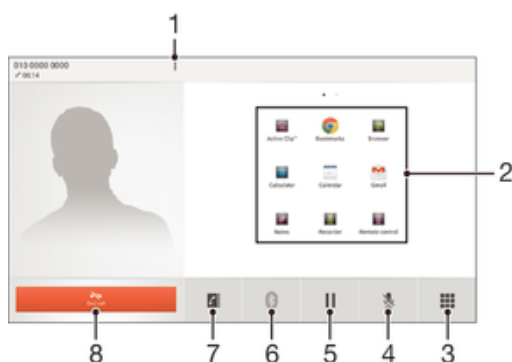 1
013 0000 0000
00:14
Active Clip™ Bookmarks Browser
Calculator Calendar Gmail
2
Notes Recorder Remote control
End call
8 7 6 5 4 3